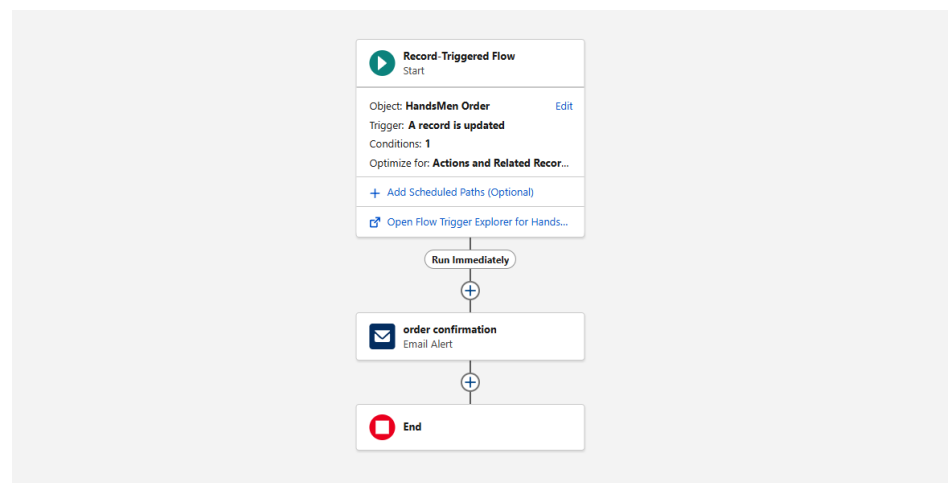 Record-Triggered Flow
Start
Object: HandsMen Order Edit
Trigger: A record is updated
Conditions: 1
Optimize for: Actions and Related Recor...
Add Scheduled Paths (Optional)
Open Flow Trigger Explorer for Hands...
Run Immediately
order confirmation
Email Alert
End